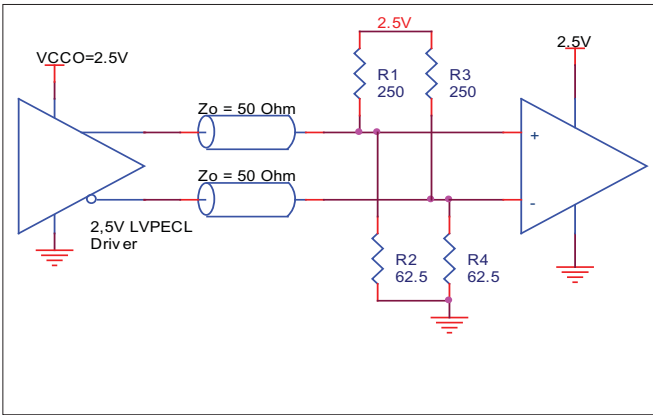 2.5V
VCCO=2.5V
2.5V
R1
250
R3
250
Zo = 50 Ohm
+
Zo = 50 Ohm
-
2,5V LVPECL
Driver
R2
62.5
R4
62.5